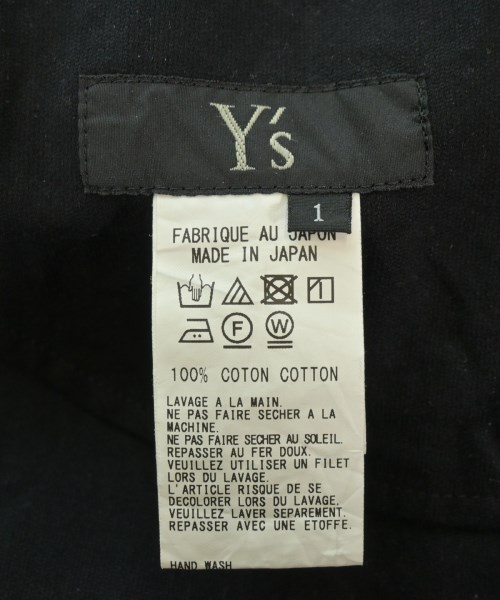 Y's
1
FABRIQUE AU JAPON
MADE IN JAPAN
1
F W
100% COTON COTTON
LAVAGE A LA MAIN.
NE PAS FAIRE SECHER A LA
MACHINE.
NE PAS FAIRE SECHER AU SOLEIL.
REPASSER AU FER DOUX.
VEUILLEZ UTILISER UN FILET
LORS DU LAVAGE.
L'ARTICLE RISQUE DE SE
DECOLORER LORS DU LAVAGE,
VEUILLEZ LAVER SEPAREMENT.
REPASSER AVEC UNE ETOFFE.
HAND WASH